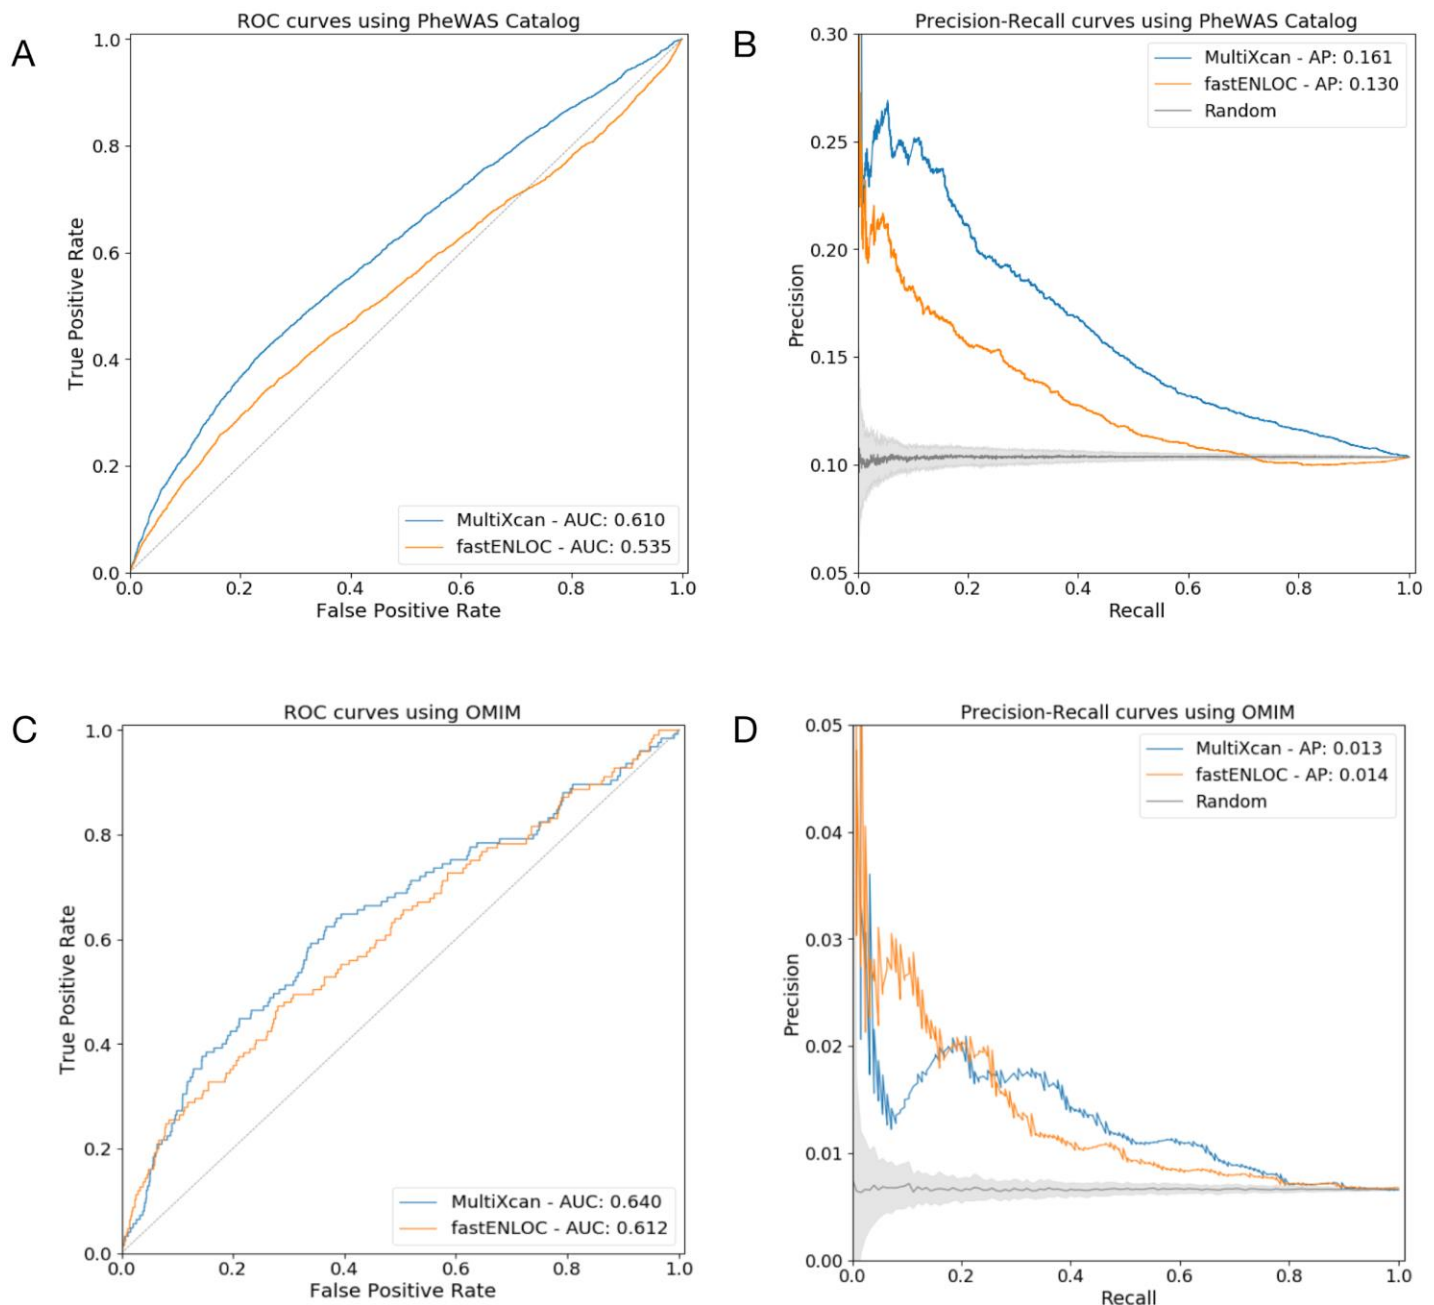 A
ROC curves using PheWAS Catalog
1.0
0.8
0.6
0.4
0.2
0.0
True Positive Rate
MultiXcan - AUC: 0.610
fastENLOC - AUC: 0.535
0.0 0.2 0.4 0.6 0.8 1.0
False Positive Rate
B
Precision-Recall curves using PheWAS Catalog
0.30
0.25
0.20
0.15
0.10
0.05
Precision
MultiXcan - AP: 0.161
fastENLOC - AP: 0.130
Random
0.0 0.2 0.4 0.6 0.8 1.0
Recall
C
ROC curves using OMIM
1.0
0.8
0.6
0.4
0.2
0.0
True Positive Rate
MultiXcan - AUC: 0.640
fastENLOC - AUC: 0.612
0.0 0.2 0.4 0.6 0.8 1.0
False Positive Rate
D
Precision-Recall curves using OMIM
0.05
0.04
0.03
0.02
0.01
0.00
Precision
MultiXcan - AP: 0.013
fastENLOC - AP: 0.014
Random
0.0 0.2 0.4 0.6 0.8 1.0
Recall